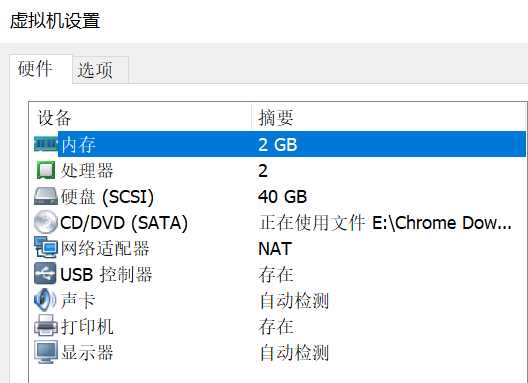 虚拟机设置
硬件 选项
设备 摘要
内存 2 GB
处理器 2
硬盘 (SCSI) 40 GB
CD/DVD (SATA) 正在使用文件 E:\Chrome Dow...
网络适配器 NAT
USB 控制器 存在
声卡 自动检测
打印机 存在
显示器 自动检测